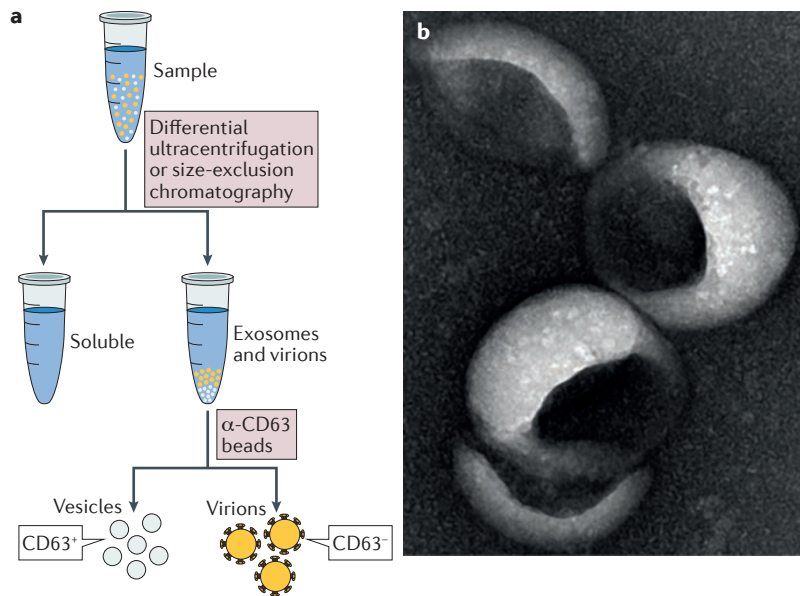 a
Sample
Differential
ultracentrifugation
or size-exclusion
chromatography
Soluble
Exosomes
and virions
α-CD63
beads
Vesicles
Virions
CD63⁺
CD63⁻
b